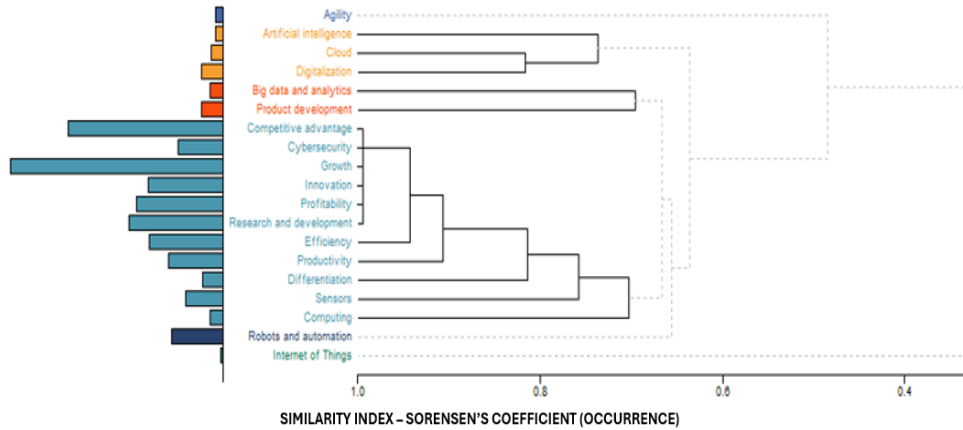 Agility
Artificial intelligence
Cloud
Digitalization
Big data and analytics
Product development
Competitive advantage
Cybersecurity
Growth
Innovation
Profitability
Research and development
Efficiency
Productivity
Differentiation
Sensors
Computing
Robots and automation
Internet of Things
1.0 0.8 0.6 0.4
SIMILARITY INDEX – SORENSEN'S COEFFICIENT (OCCURRENCE)